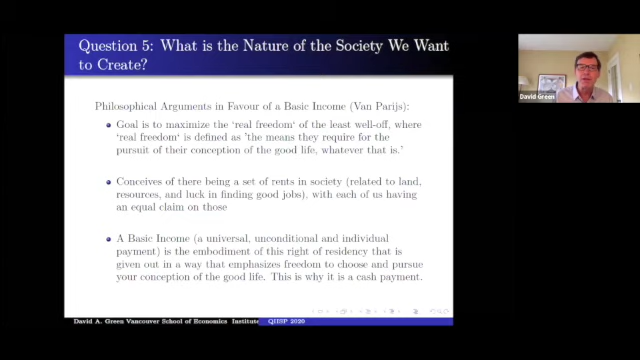 Question 5: What is the Nature of the Society We Want
to Create?
David Green
Philosophical Arguments in Favour of a Basic Income (Van Parijs):
Goal is to maximize the 'real freedom' of the least well-off, where
'real freedom' is defined as 'the means they require for the
pursuit of their conception of the good life, whatever that is.'
Conceives of there being a set of rents in society (related to land,
resources, and luck in finding good jobs), with each of us having
an equal claim on those
A Basic Income (a universal, unconditional and individual
payment) is the embodiment of this right of residency that is
given out in a way that emphasizes freedom to choose and pursue
your conception of the good life. This is why it is a cash payment.
David A. Green Vancouver School of Economics Institute QIISP 2020